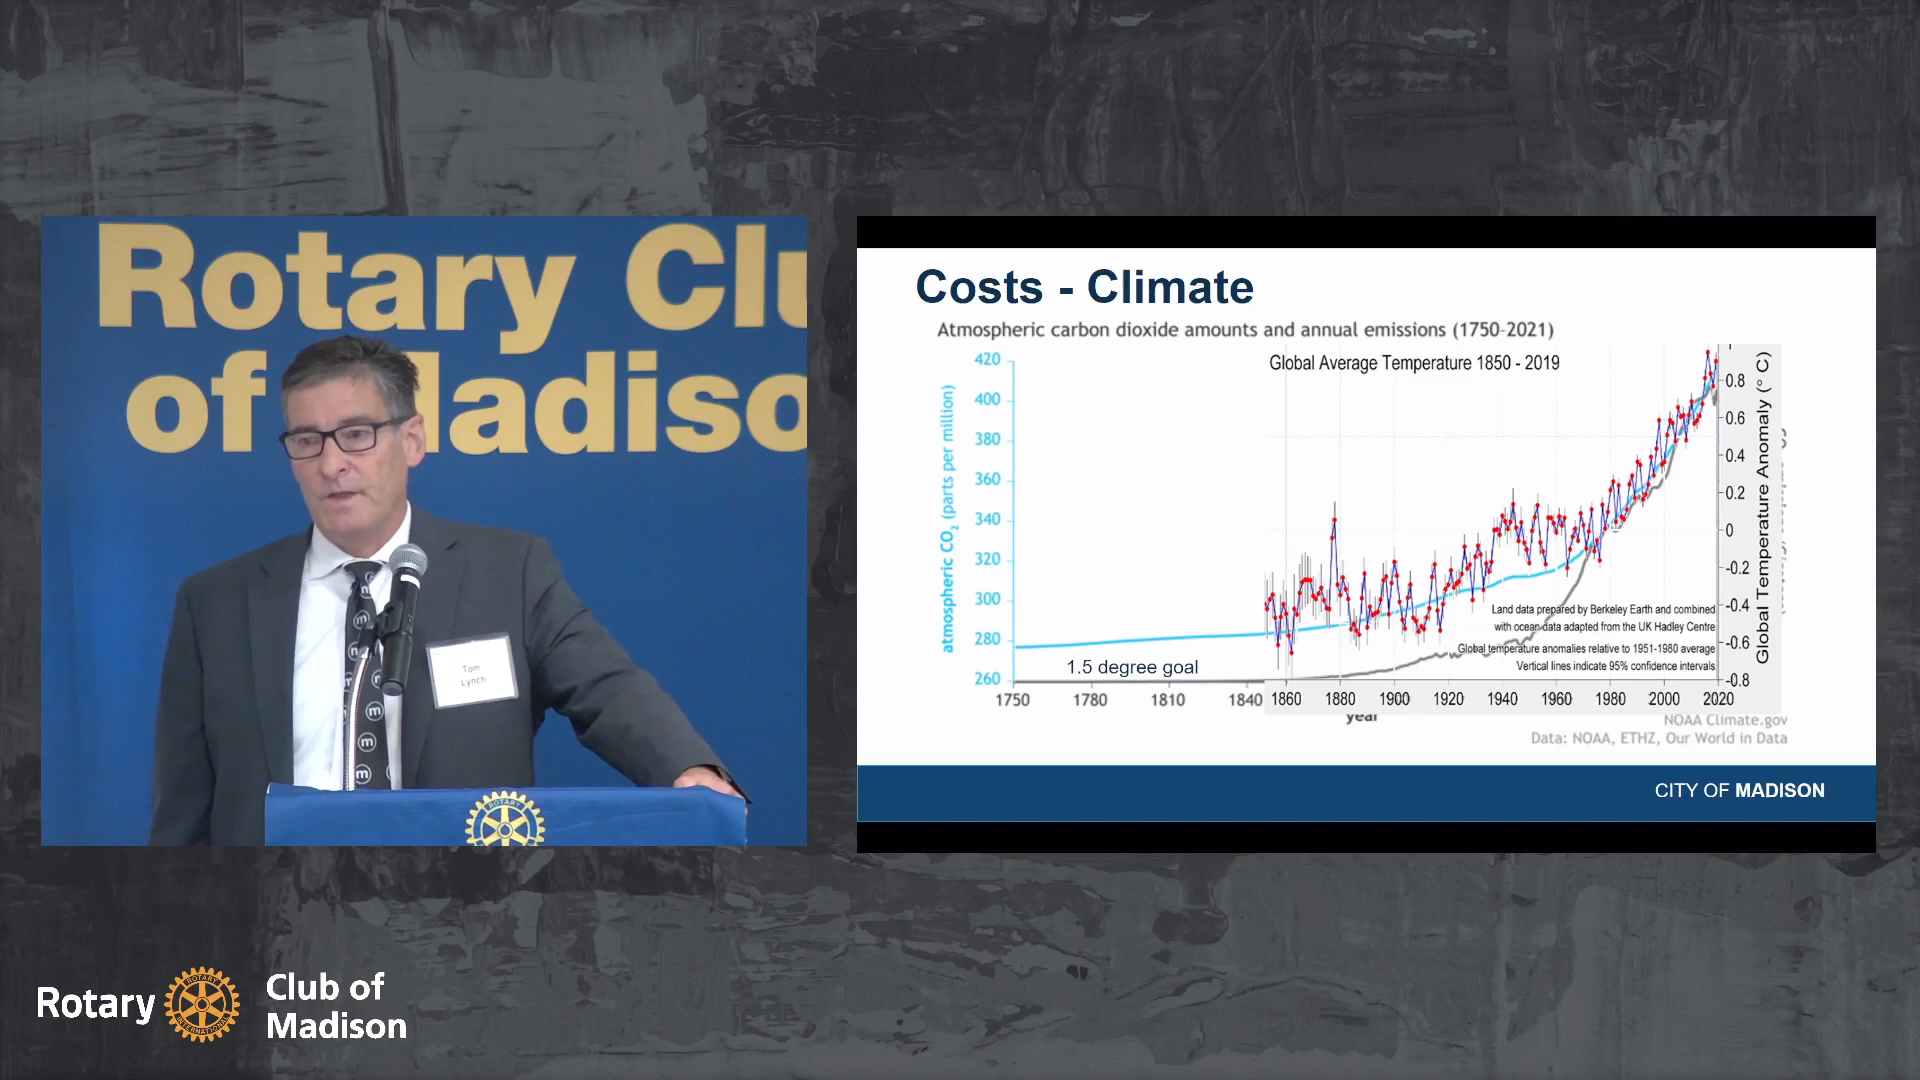 Rotary Clu
of Madiso
Tom
Lynch
ROTARY
Costs - Climate
Atmospheric carbon dioxide amounts and annual emissions (1750-2021)
Global Average Temperature 1850 - 2019
atmospheric CO2 (parts per million)
420
400
380
360
340
320
300
280
260
1.5 degree goal
0.8
0.6
0.4
0.2
0
-0.2
-0.4
-0.6
-0.8
Global Temperature Anomaly (° C)
Land data prepared by Berkeley Earth and combined
with ocean data adapted from the UK Hadley Centre
Global temperature anomalies relative to 1951-1980 average
Vertical lines indicate 95% confidence intervals
1750 1780 1810 1840 1860 1880 1900 1920 1940 1960 1980 2000 2020
year
NOAA Climate.gov
Data: NOAA, ETHZ, Our World in Data
CITY OF MADISON
Rotary
ROTARY
INTERNATIONAL
Club of
Madison